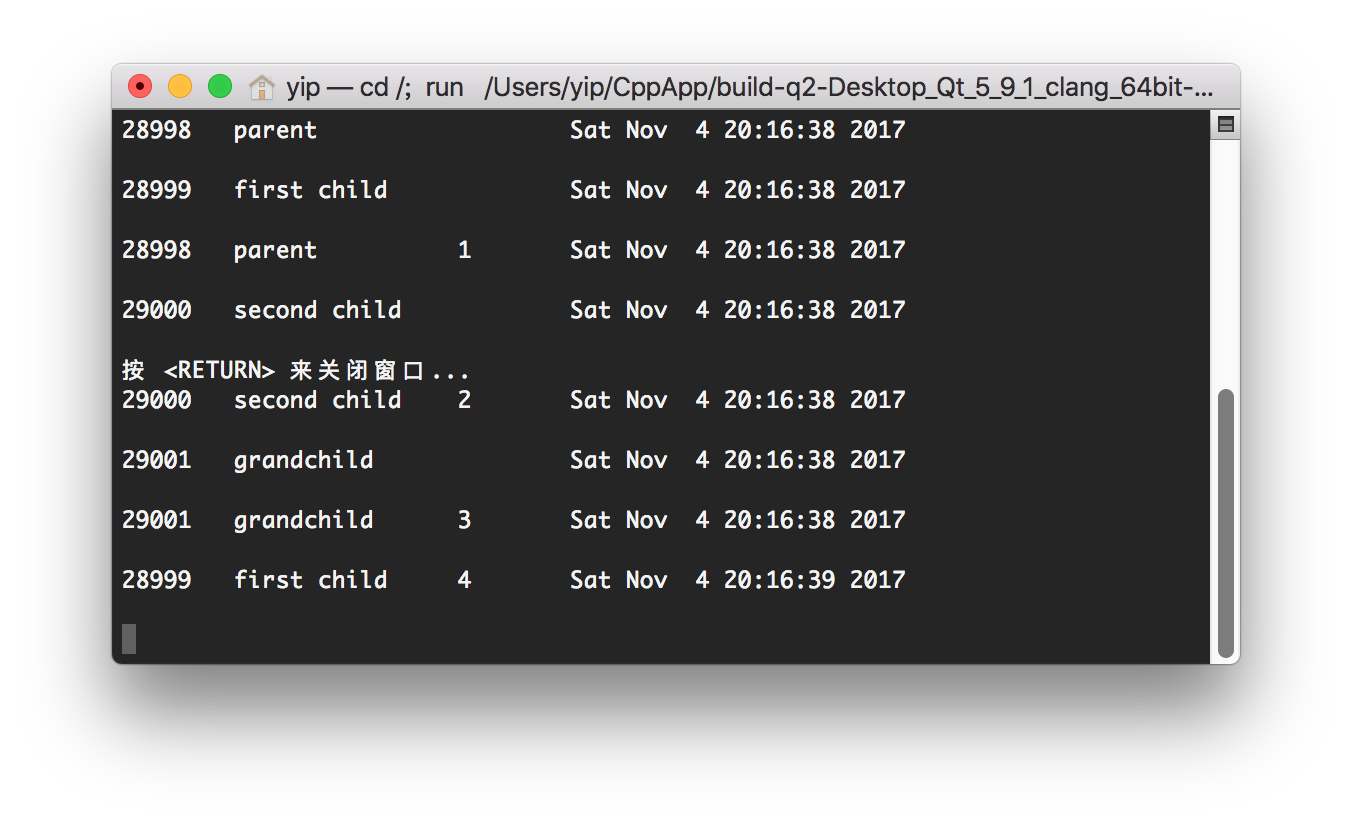 yip — cd /; run /Users/yip/CppApp/build-q2-Desktop_Qt_5_9_1_clang_64bit-...
28998 parent Sat Nov 4 20:16:38 2017
28999 first child Sat Nov 4 20:16:38 2017
28998 parent 1 Sat Nov 4 20:16:38 2017
29000 second child Sat Nov 4 20:16:38 2017
按 <RETURN> 来关闭窗口...
29000 second child 2 Sat Nov 4 20:16:38 2017
29001 grandchild Sat Nov 4 20:16:38 2017
29001 grandchild 3 Sat Nov 4 20:16:38 2017
28999 first child 4 Sat Nov 4 20:16:39 2017